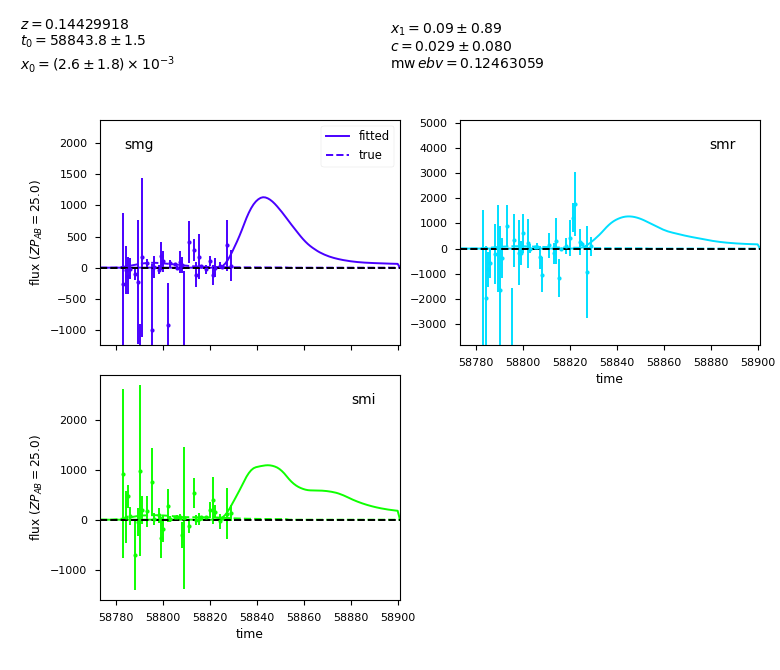 z = 0.14429918
t₀ = 58843.8 ± 1.5
x₀ = (2.6 ± 1.8) × 10⁻³
x₁ = 0.09 ± 0.89
c = 0.029 ± 0.080
mw ebv = 0.12463059
smg
fitted
true
2000
1500
1000
500
0
−500
−1000
flux (ZP_AB = 25.0)
smr
5000
4000
3000
2000
1000
0
−1000
−2000
−3000
58780 58800 58820 58840 58860 58880 58900
time
smi
2000
1000
0
−1000
flux (ZP_AB = 25.0)
58780 58800 58820 58840 58860 58880 58900
time